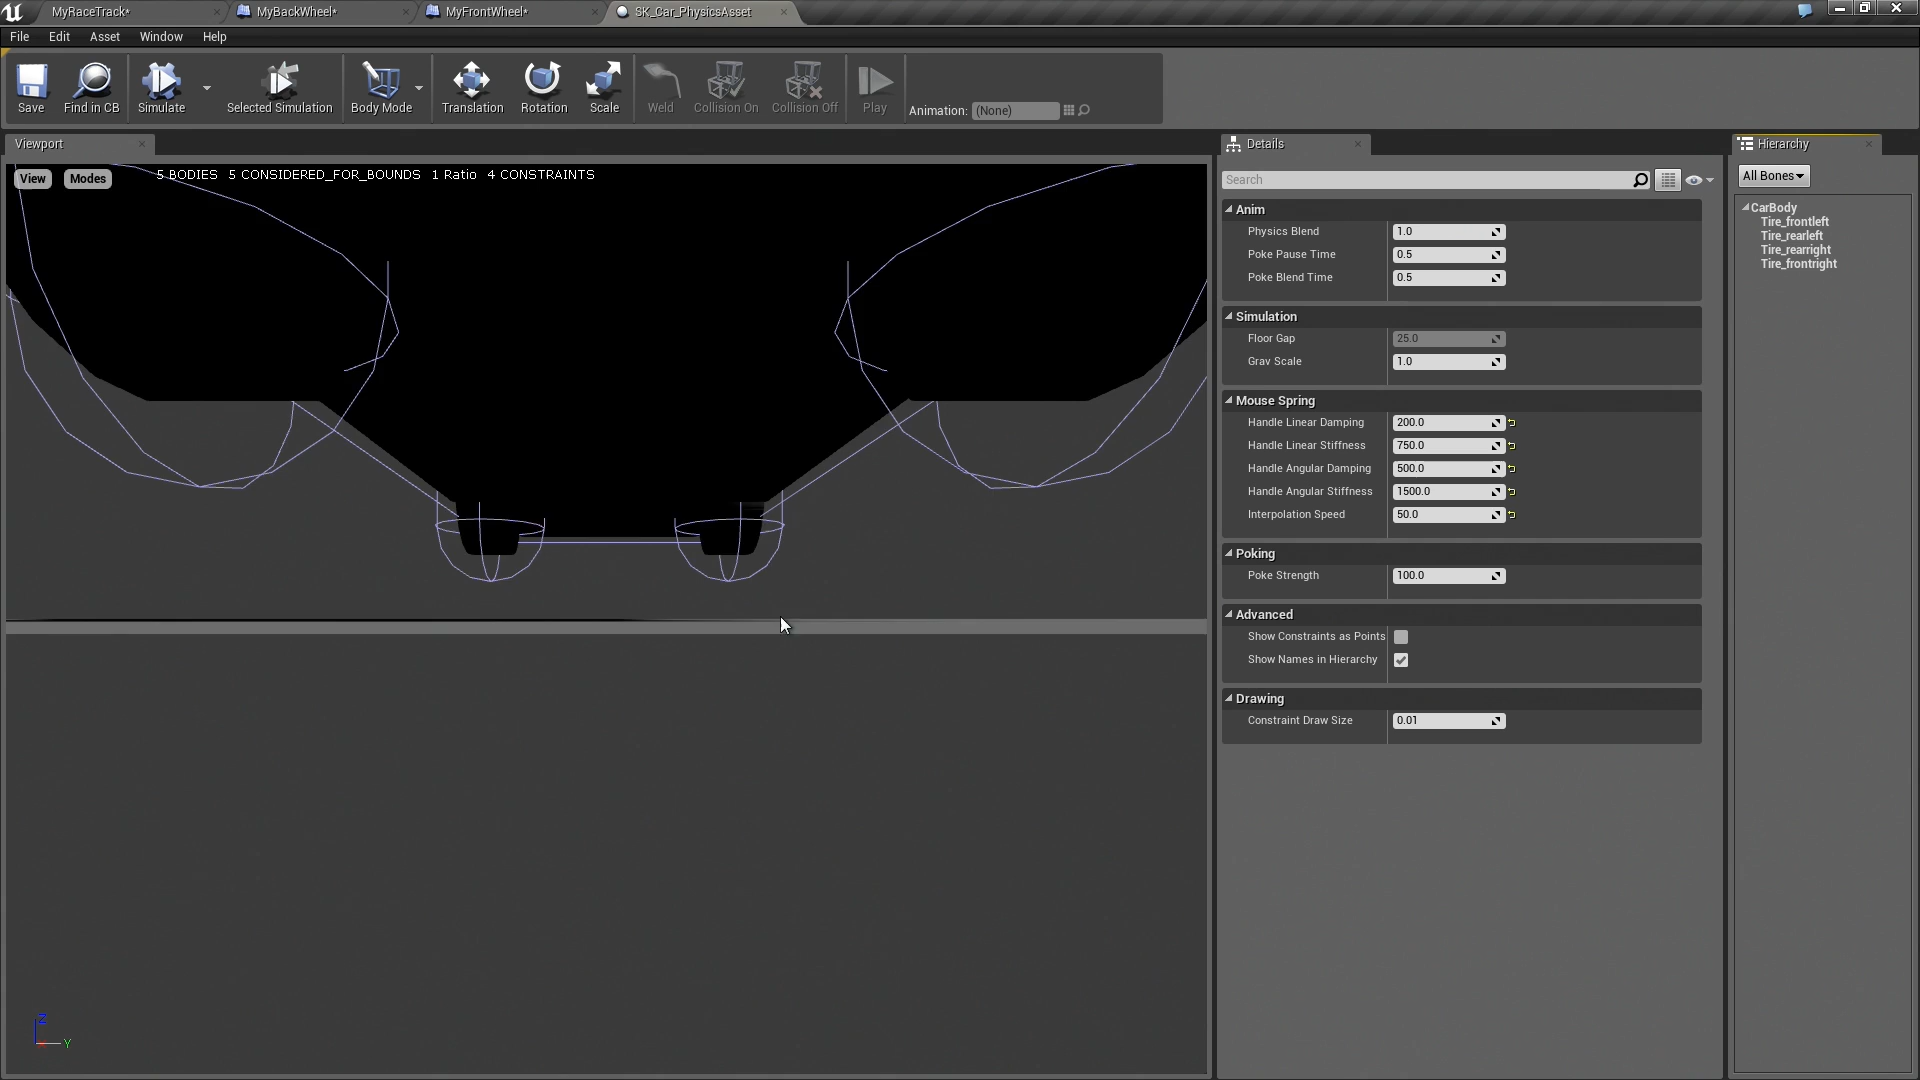 MyRaceTrack*
MyBackWheel*
MyFrontWheel*
SK_Car_PhysicsAsset
File Edit Asset Window Help
Save
Find in CB
Simulate
Selected Simulation
Body Mode
Translation
Rotation
Scale
Weld
Collision On
Collision Off
Play
Animation: (None)
Viewport
View
Modes
5 BODIES 5 CONSIDERED_FOR_BOUNDS 1 Ratio 4 CONSTRAINTS
Z
Y
Details
Search
Anim
Physics Blend 1.0
Poke Pause Time 0.5
Poke Blend Time 0.5
Simulation
Floor Gap 25.0
Grav Scale 1.0
Mouse Spring
Handle Linear Damping 200.0
Handle Linear Stiffness 750.0
Handle Angular Damping 500.0
Handle Angular Stiffness 1500.0
Interpolation Speed 50.0
Poking
Poke Strength 100.0
Advanced
Show Constraints as Points
Show Names in Hierarchy
Drawing
Constraint Draw Size 0.01
Hierarchy
All Bones
CarBody
Tire_frontleft
Tire_rearleft
Tire_rearright
Tire_frontright